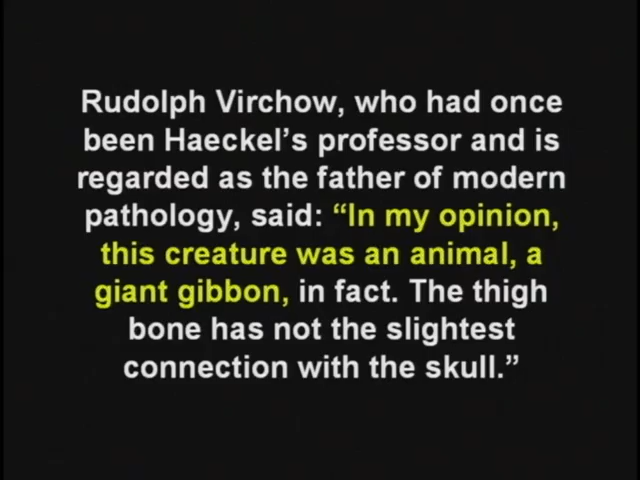 Rudolph Virchow, who had once
been Haeckel's professor and is
regarded as the father of modern
pathology, said: “In my opinion,
this creature was an animal, a
giant gibbon, in fact. The thigh
bone has not the slightest
connection with the skull.”